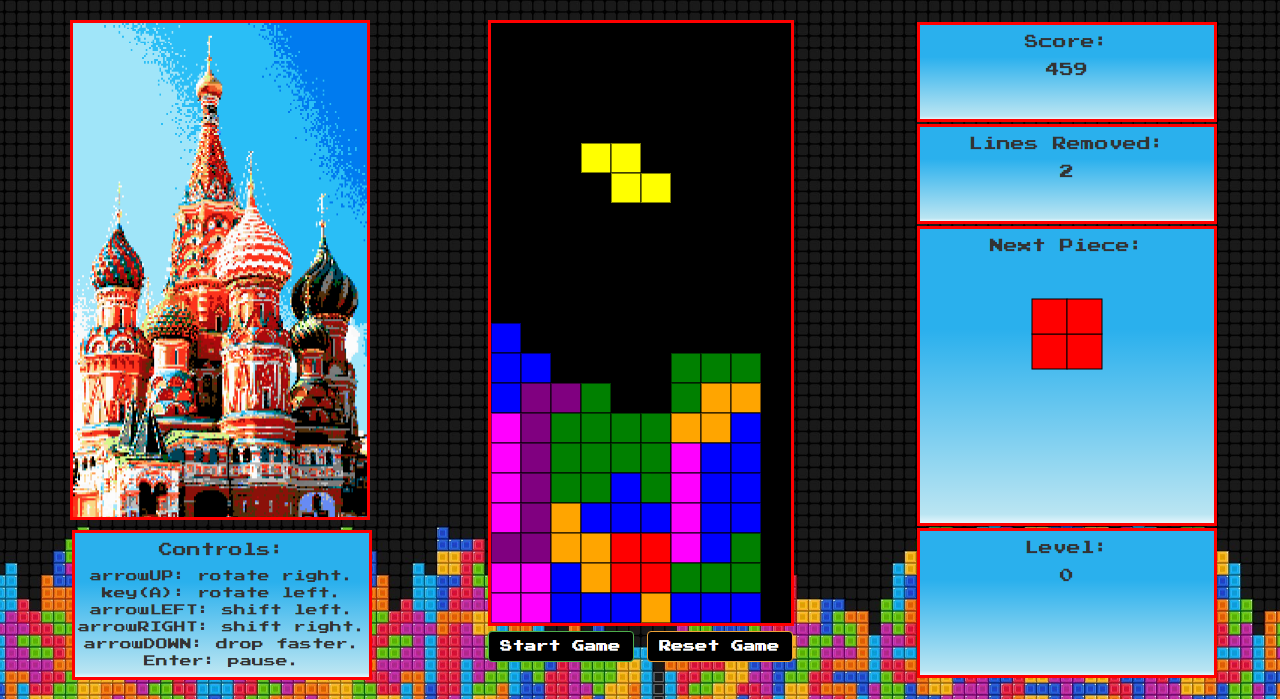 Score:
459
Lines Removed:
2
Next Piece:
Level:
0
Controls:
arrowUP: rotate right.
key(A): rotate left.
arrowLEFT: shift left.
arrowRIGHT: shift right.
arrowDOWN: drop faster.
Enter: pause.
Start Game
Reset Game